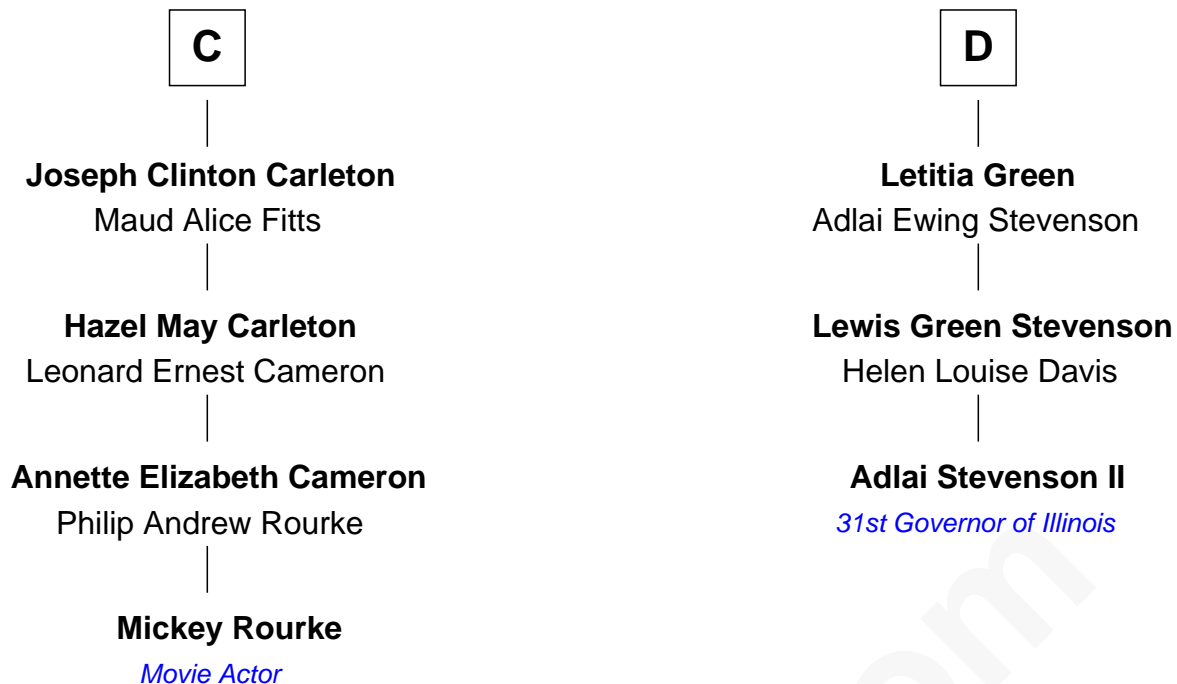 C
Joseph Clinton Carleton
Maud Alice Fitts
Hazel May Carleton
Leonard Ernest Cameron
Annette Elizabeth Cameron
Philip Andrew Rourke
Mickey Rourke
Movie Actor
D
Letitia Green
Adlai Ewing Stevenson
Lewis Green Stevenson
Helen Louise Davis
Adlai Stevenson II
31st Governor of Illinois
om